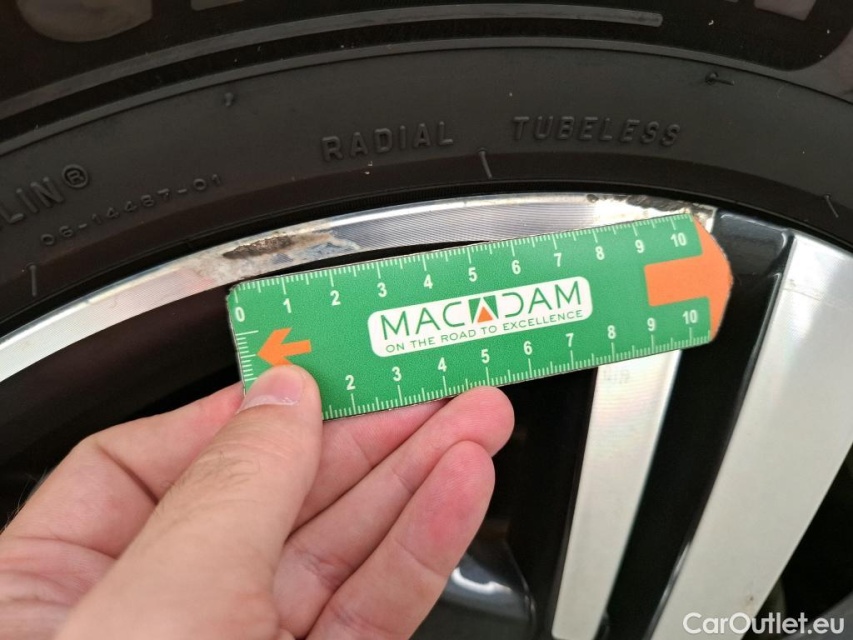 RADIAL TUBELESS
LIN®
06-14487-01
0 1 2 3 4 5 6 7 8 9 10
MACADAM
ON THE ROAD TO EXCELLENCE
2 3 4 5 6 7 8 9 10
CarOutlet.eu